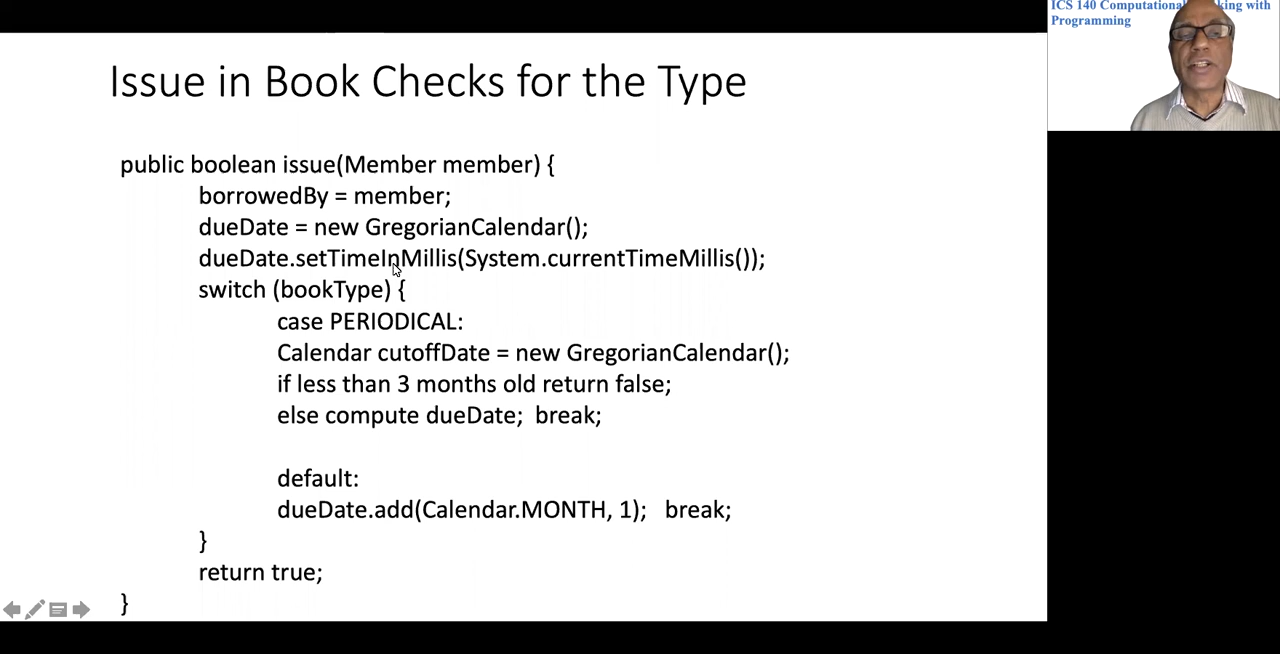 ICS 140 Computational king with
Programming
Issue in Book Checks for the Type
public boolean issue(Member member) {
borrowedBy = member;
dueDate = new GregorianCalendar();
dueDate.setTimeInMillis(System.currentTimeMillis());
switch (bookType) {
case PERIODICAL:
Calendar cutoffDate = new GregorianCalendar();
if less than 3 months old return false;
else compute dueDate; break;
default:
dueDate.add(Calendar.MONTH, 1); break;
}
return true;
}